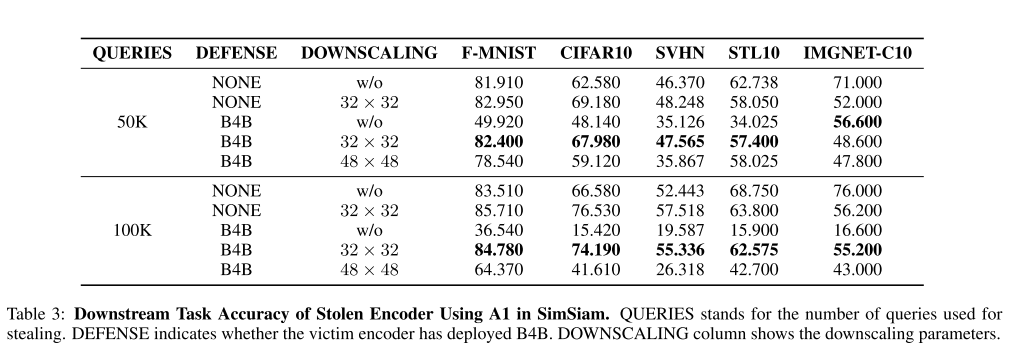 QUERIES DEFENSE DOWNSCALING F-MNIST CIFAR10 SVHN STL10 IMGNET-C10
NONE w/o 81.910 62.580 46.370 62.738 71.000
NONE 32 × 32 82.950 69.180 48.248 58.050 52.000
50K B4B w/o 49.920 48.140 35.126 34.025 56.600
B4B 32 × 32 82.400 67.980 47.565 57.400 48.600
B4B 48 × 48 78.540 59.120 35.867 58.025 47.800
NONE w/o 83.510 66.580 52.443 68.750 76.000
NONE 32 × 32 85.710 76.530 57.518 63.800 56.200
100K B4B w/o 36.540 15.420 19.587 15.900 16.600
B4B 32 × 32 84.780 74.190 55.336 62.575 55.200
B4B 48 × 48 64.370 41.610 26.318 42.700 43.000
Table 3: Downstream Task Accuracy of Stolen Encoder Using A1 in SimSiam. QUERIES stands for the number of queries used for
stealing. DEFENSE indicates whether the victim encoder has deployed B4B. DOWNSCALING column shows the downscaling parameters.